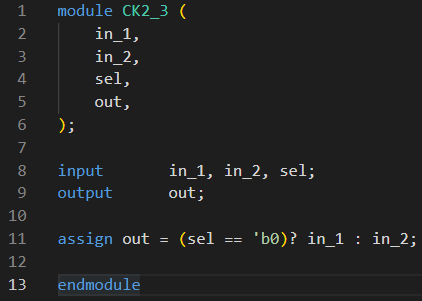 1 module CK2_3 (
2 in_1,
3 in_2,
4 sel,
5 out,
6 );
7
8 input in_1, in_2, sel;
9 output out;
10
11 assign out = (sel == 'b0)? in_1 : in_2;
12
13 endmodule